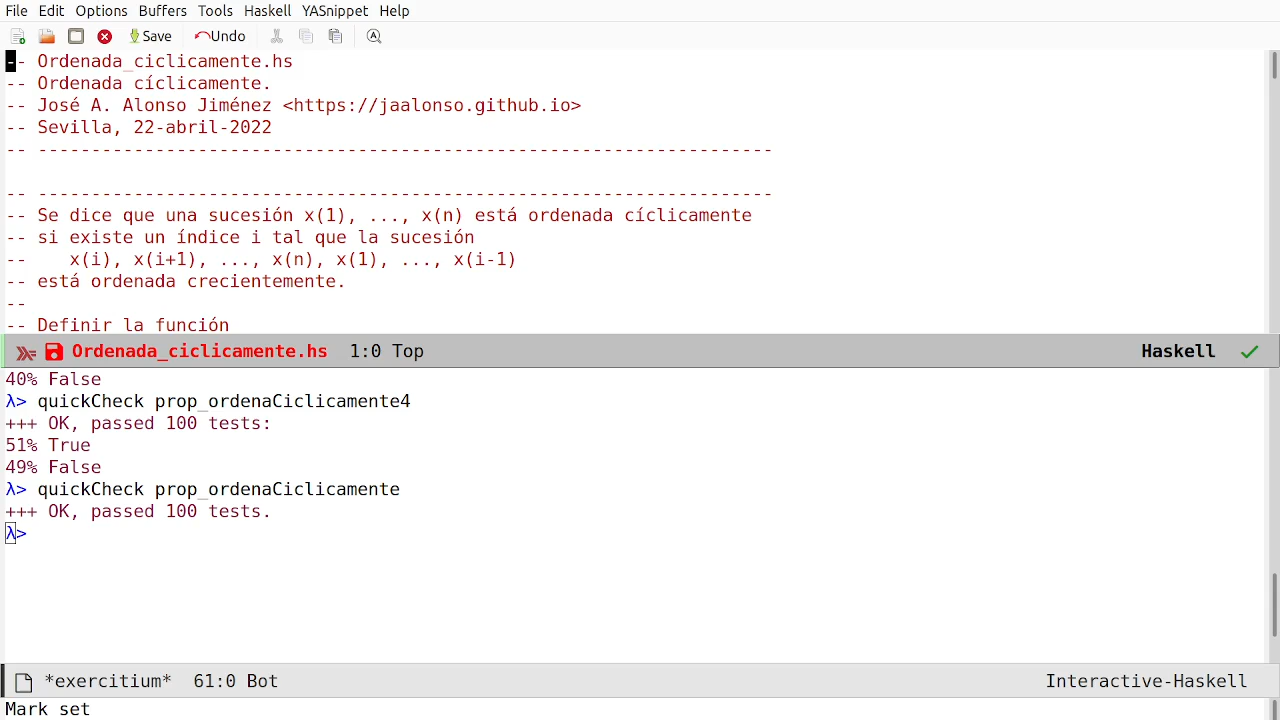 File Edit Options Buffers Tools Haskell YASnippet Help
Save Undo
-- Ordenada_ciclicamente.hs
-- Ordenada cíclicamente.
-- José A. Alonso Jiménez <https://jaalonso.github.io>
-- Sevilla, 22-abril-2022
-- ---------------------------------------------------------------------
-- ---------------------------------------------------------------------
-- Se dice que una sucesión x(1), ..., x(n) está ordenada cíclicamente
-- si existe un índice i tal que la sucesión
--    x(i), x(i+1), ..., x(n), x(1), ..., x(i-1)
-- está ordenada crecientemente.
--
-- Definir la función
Ordenada_ciclicamente.hs 1:0 Top Haskell ✓
40% False
λ> quickCheck prop_ordenaCiclicamente4
+++ OK, passed 100 tests:
51% True
49% False
λ> quickCheck prop_ordenaCiclicamente
+++ OK, passed 100 tests.
λ>
*exercitium* 61:0 Bot Interactive-Haskell
Mark set